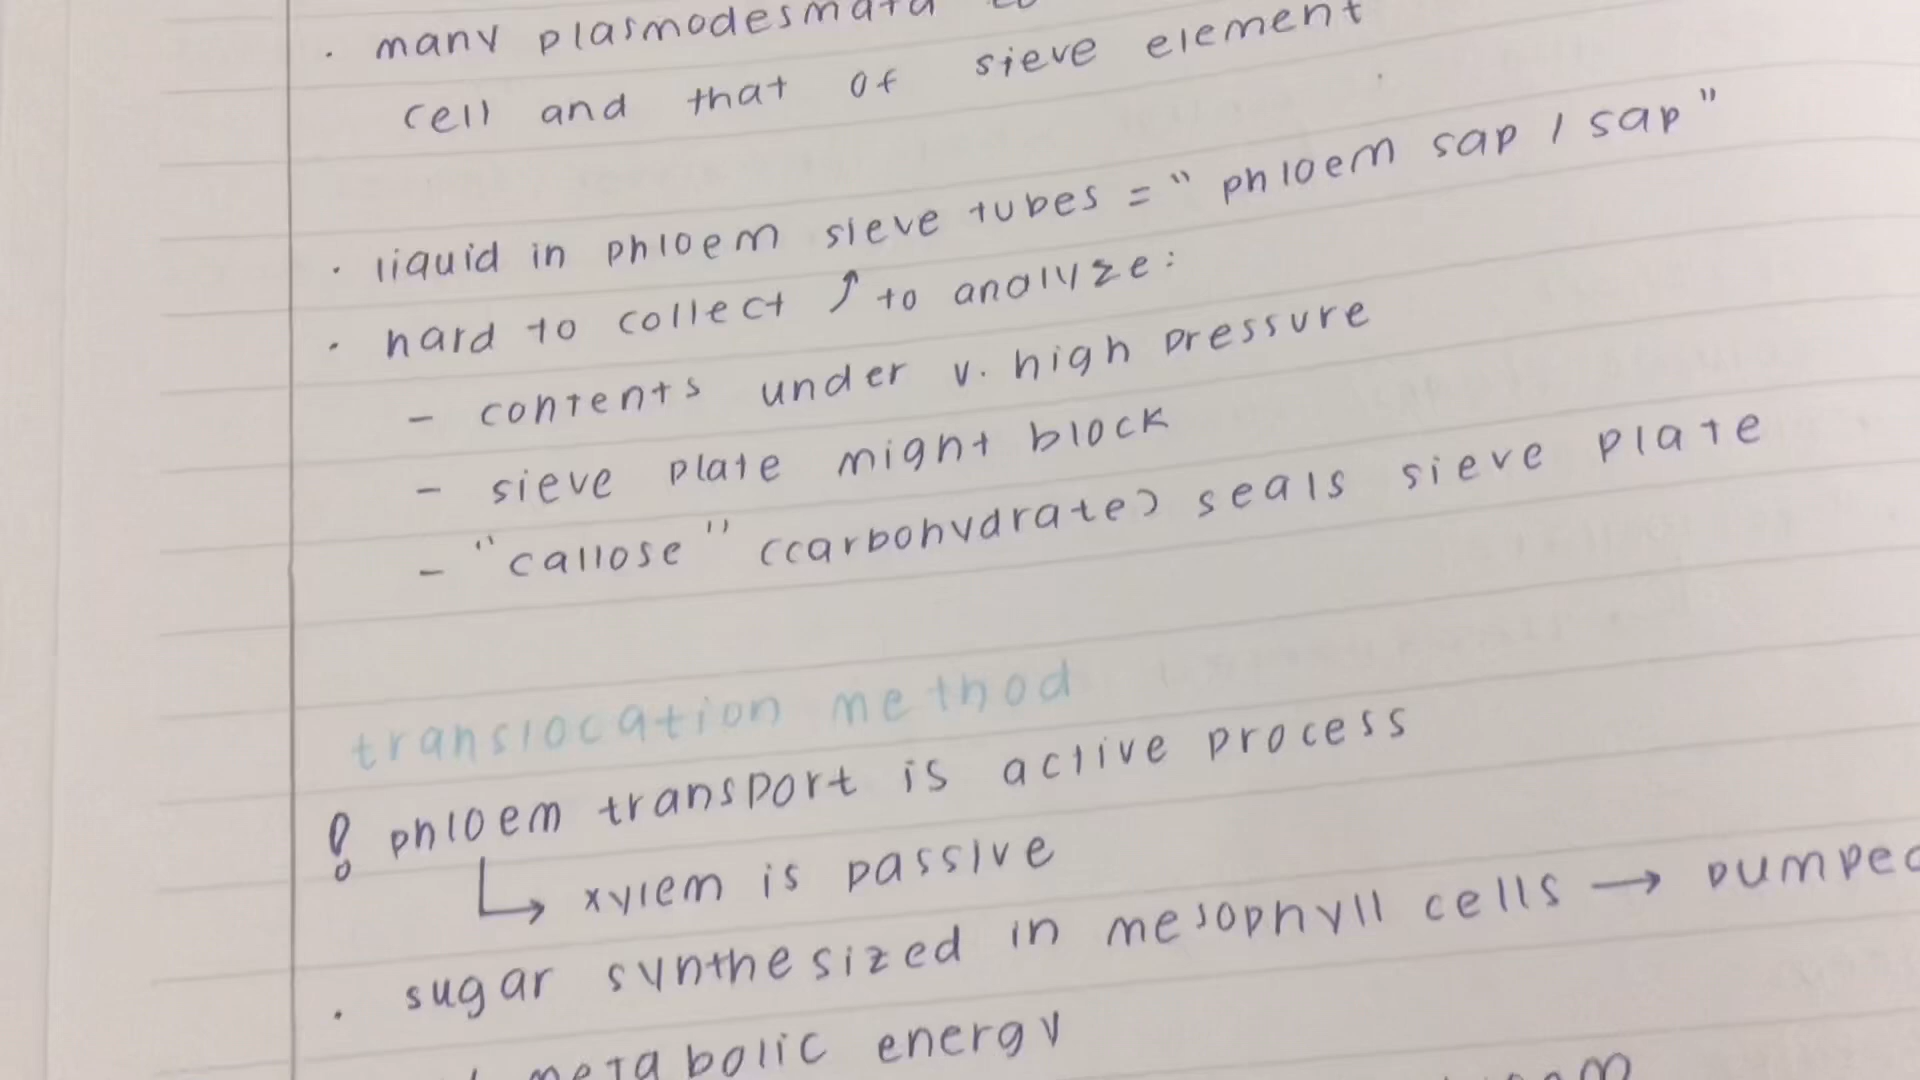 · many plasmodesmata
cell and that of sieve element
· liquid in phloem sieve tubes = "phloem sap / sap"
· hard to collect ↑ to analyze:
- contents under v. high pressure
- sieve plate might block
- "callose" (carbohydrate) seals sieve plate
translocation method
! phloem transport is active process
↳ xylem is passive
· sugar synthesized in mesophyll cells → pumped
metabolic energy